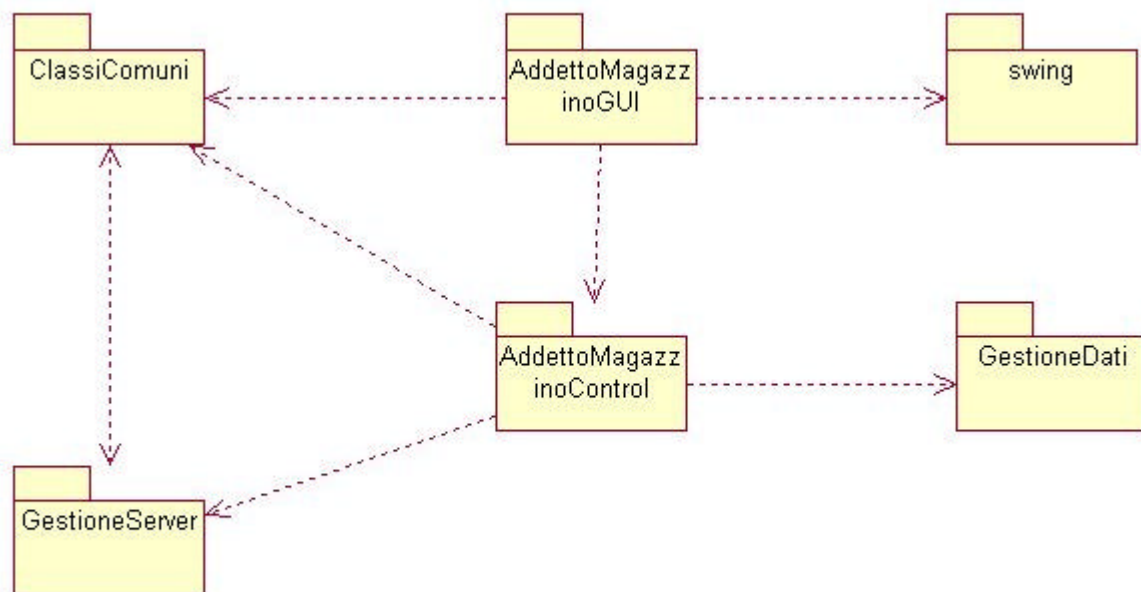 ClassiComuni
AddettoMagazz
inoGUI
swing
AddettoMagazz
inoControl
GestioneDati
GestioneServer